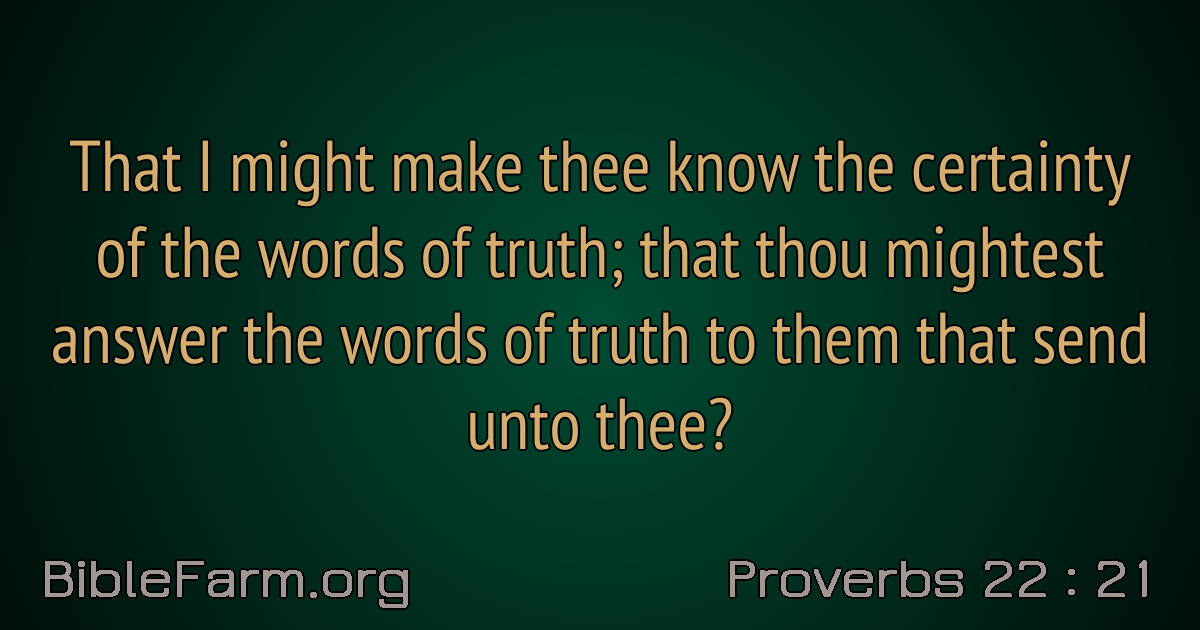 That I might make thee know the certainty
of the words of truth; that thou mightest
answer the words of truth to them that send
unto thee?
BibleFarm.org
Proverbs 22 : 21